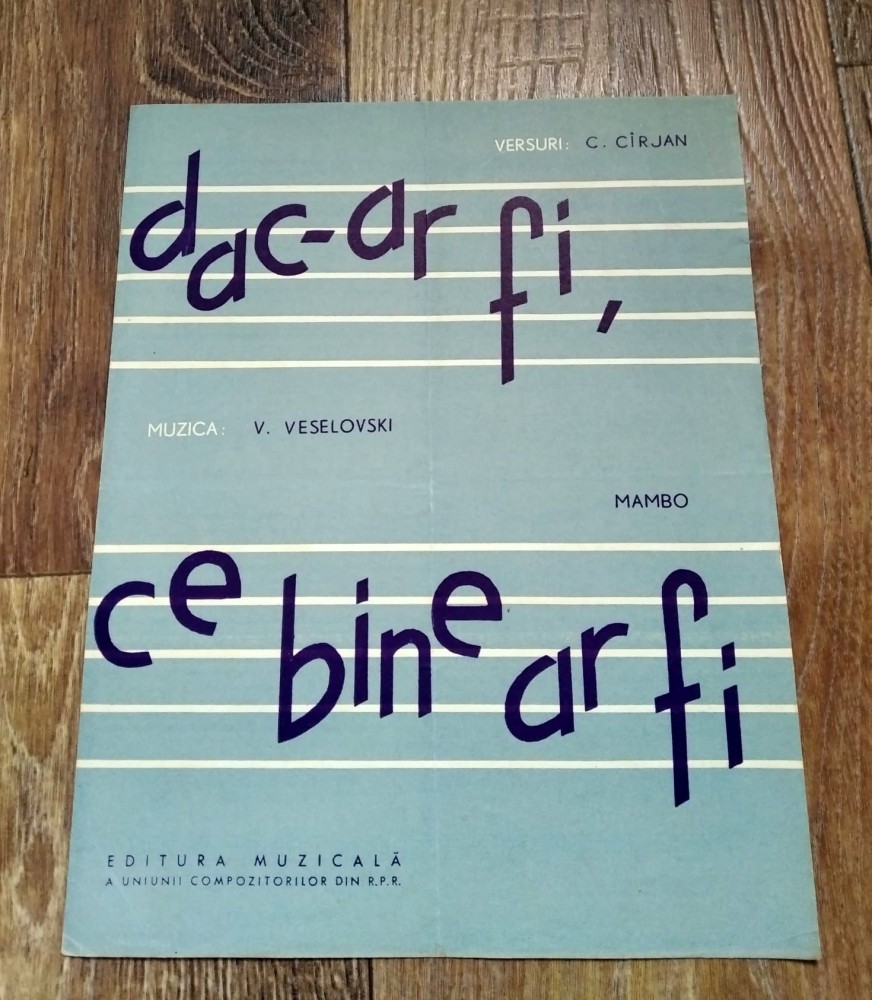 VERSURI: C. CÎRJAN
dac-ar fi,
MUZICA: V. VESELOVSKI
MAMBO
ce bine ar fi
EDITURA MUZICALĂ
A UNIUNII COMPOZITORILOR DIN R.P.R.